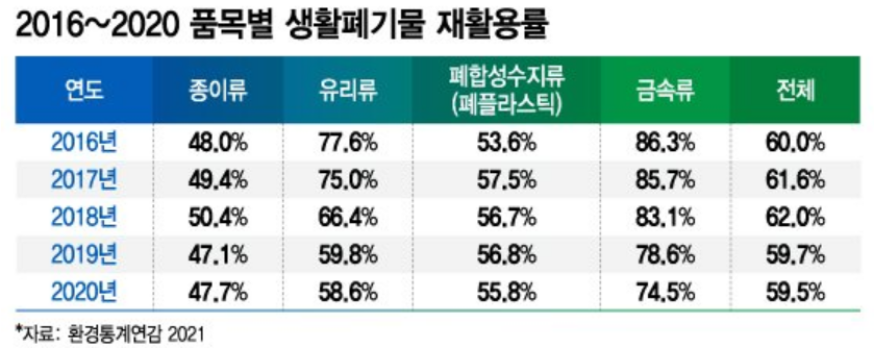 2016~2020 품목별 생활폐기물 재활용률
연도 종이류 유리류 폐합성수지류 (폐플라스틱) 금속류 전체
2016년 48.0% 77.6% 53.6% 86.3% 60.0%
2017년 49.4% 75.0% 57.5% 85.7% 61.6%
2018년 50.4% 66.4% 56.7% 83.1% 62.0%
2019년 47.1% 59.8% 56.8% 78.6% 59.7%
2020년 47.7% 58.6% 55.8% 74.5% 59.5%
*자료: 환경통계연감 2021